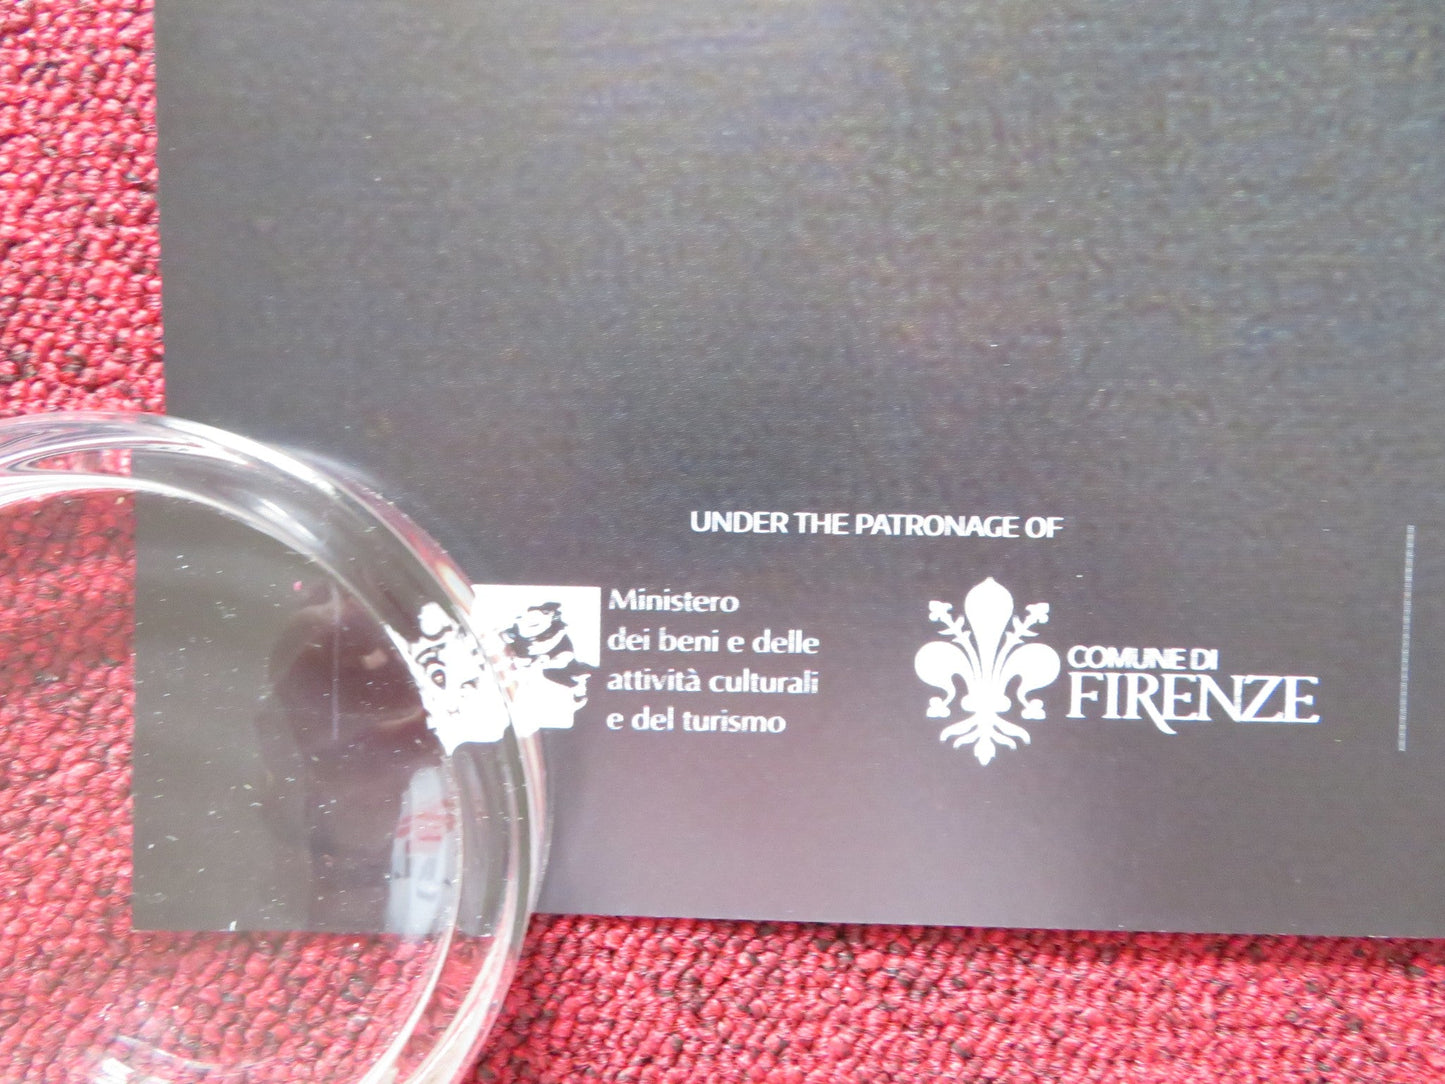 UNDER THE PATRONAGE OF
Ministero
dei beni e delle
attività culturali
e del turismo
COMUNE DI
FIRENZE